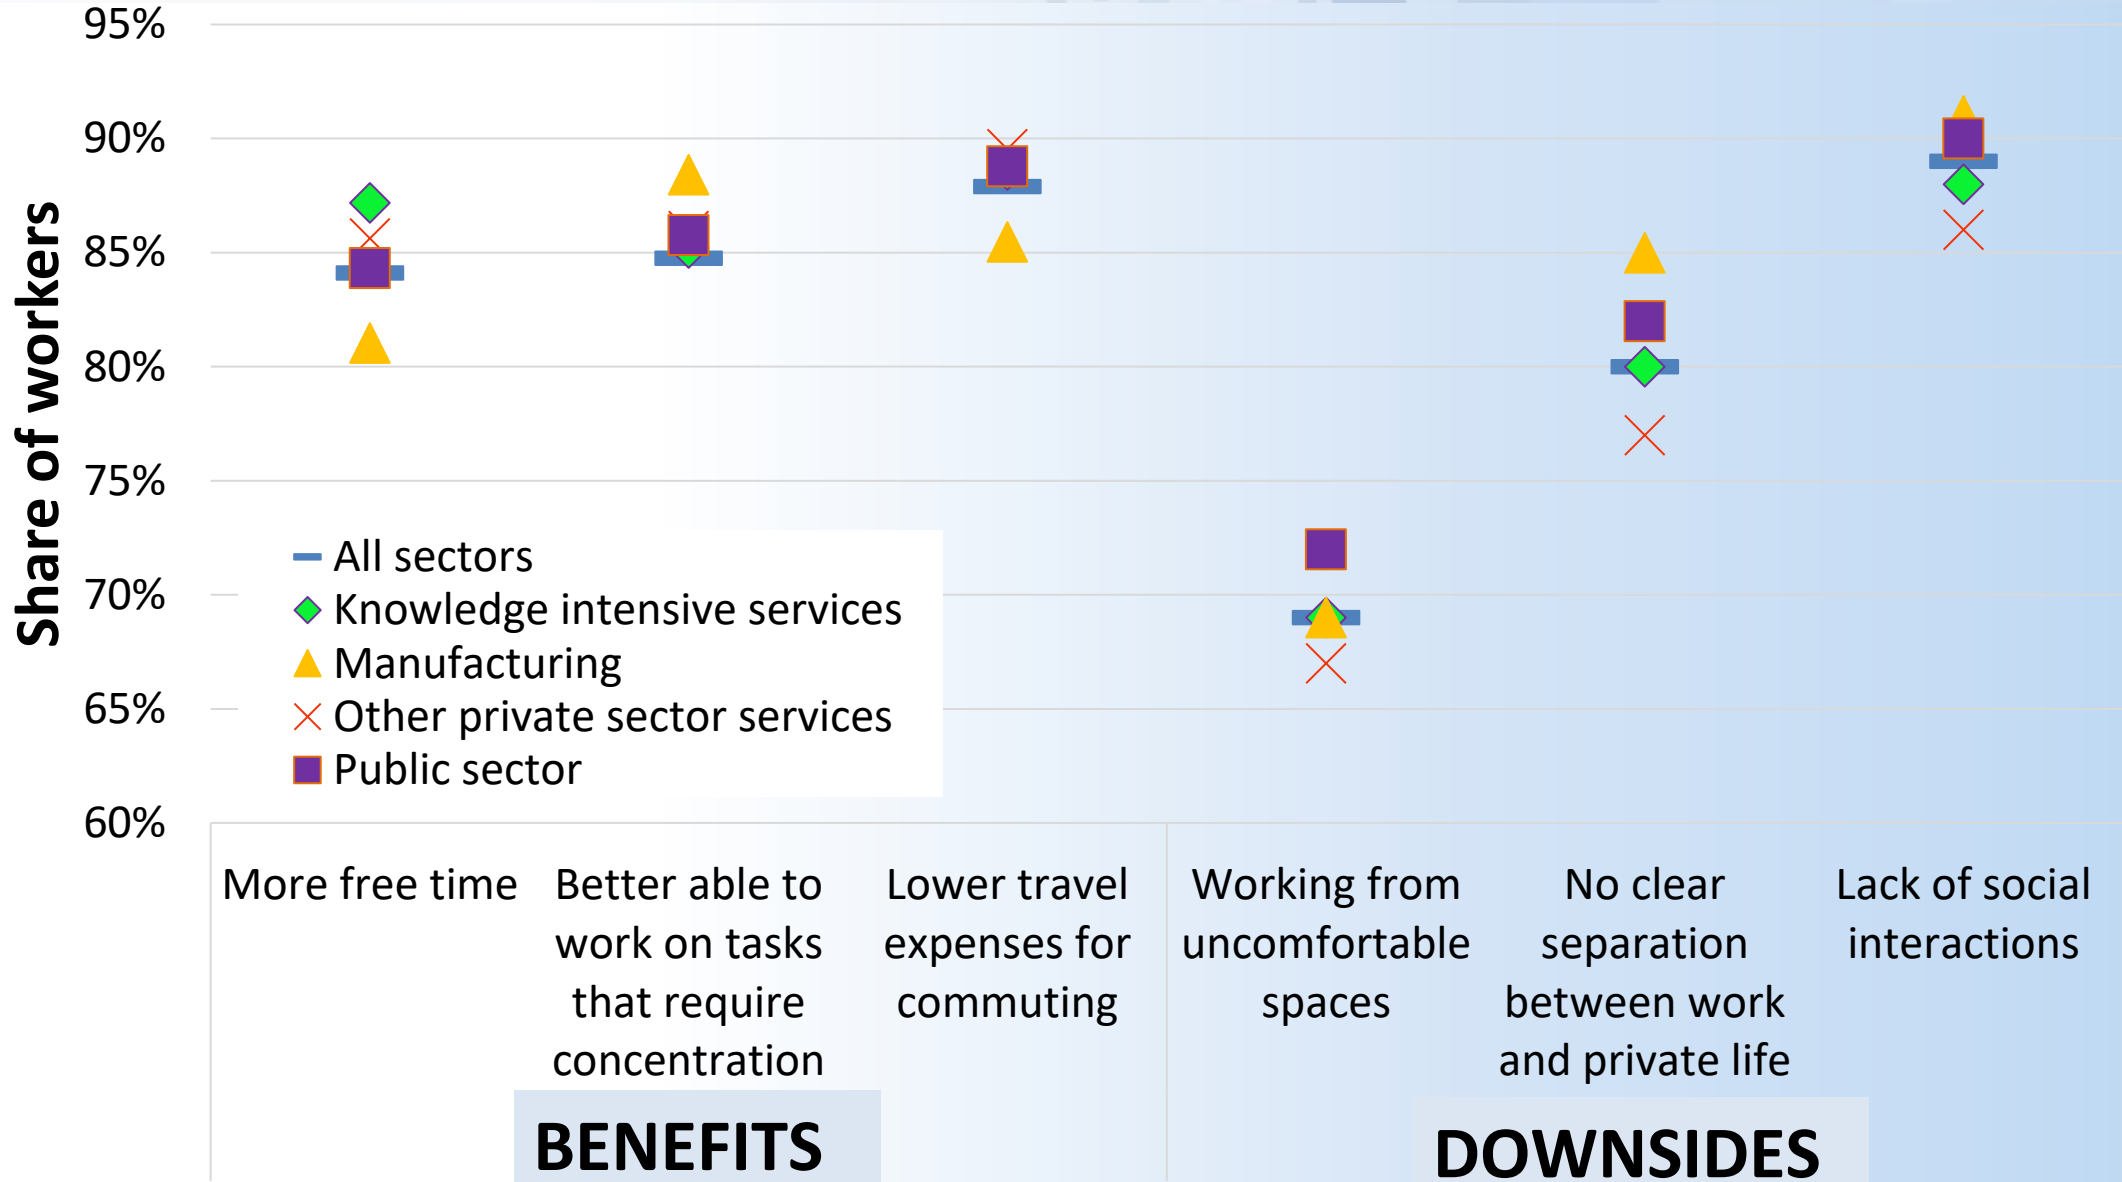 Share of workers
95%
90%
85%
80%
75%
70%
65%
60%
All sectors
Knowledge intensive services
Manufacturing
Other private sector services
Public sector
More free time
Better able to
work on tasks
that require
concentration
Lower travel
expenses for
commuting
Working from
uncomfortable
spaces
No clear
separation
between work
and private life
Lack of social
interactions
BENEFITS
DOWNSIDES